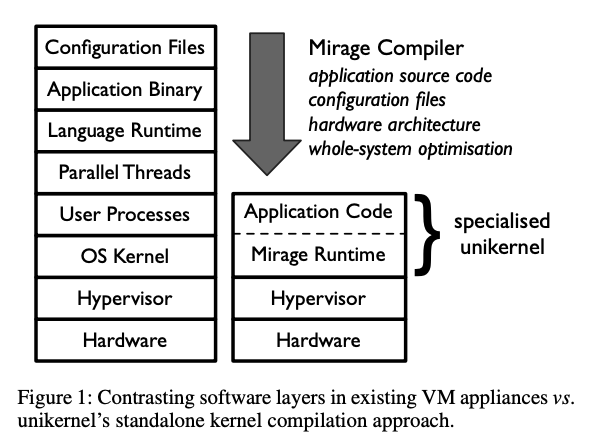 Configuration Files
Application Binary
Language Runtime
Parallel Threads
User Processes
OS Kernel
Hypervisor
Hardware
Mirage Compiler
application source code
configuration files
hardware architecture
whole-system optimisation
Application Code
Mirage Runtime
Hypervisor
Hardware
specialised
unikernel
Figure 1: Contrasting software layers in existing VM appliances vs.
unikernel's standalone kernel compilation approach.